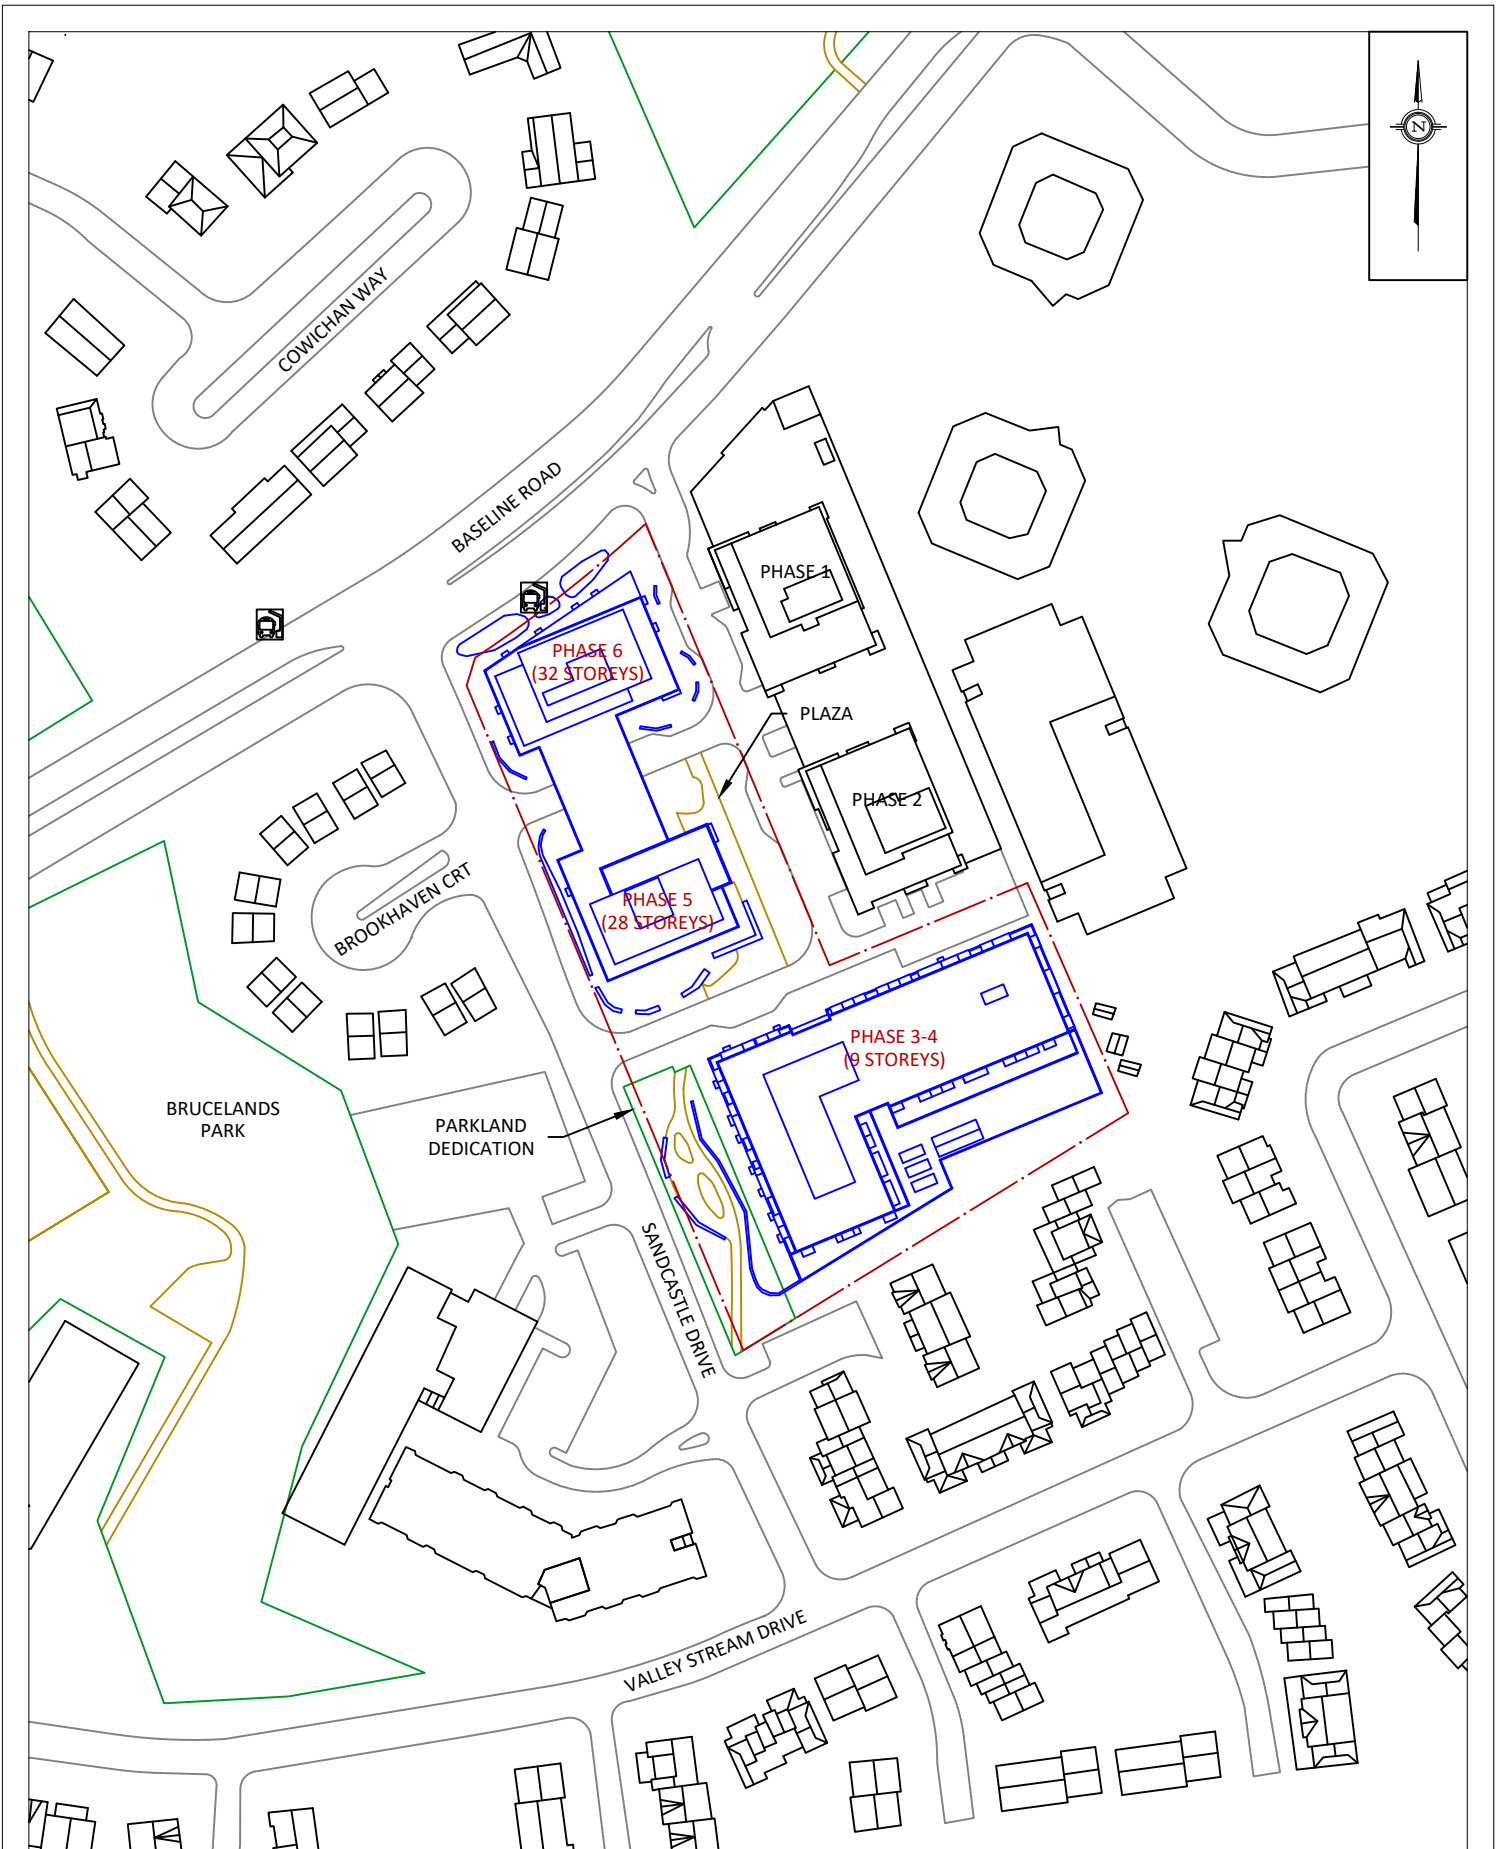 N
COWICHAN WAY
BASELINE ROAD
PHASE 1
PHASE 6
(32 STOREYS)
PLAZA
PHASE 2
PHASE 5
(28 STOREYS)
BROOKHAVEN CRT
PHASE 3-4
(9 STOREYS)
BRUCELANDS
PARK
PARKLAND
DEDICATION
SANDCASTLE DRIVE
VALLEY STREAM DRIVE